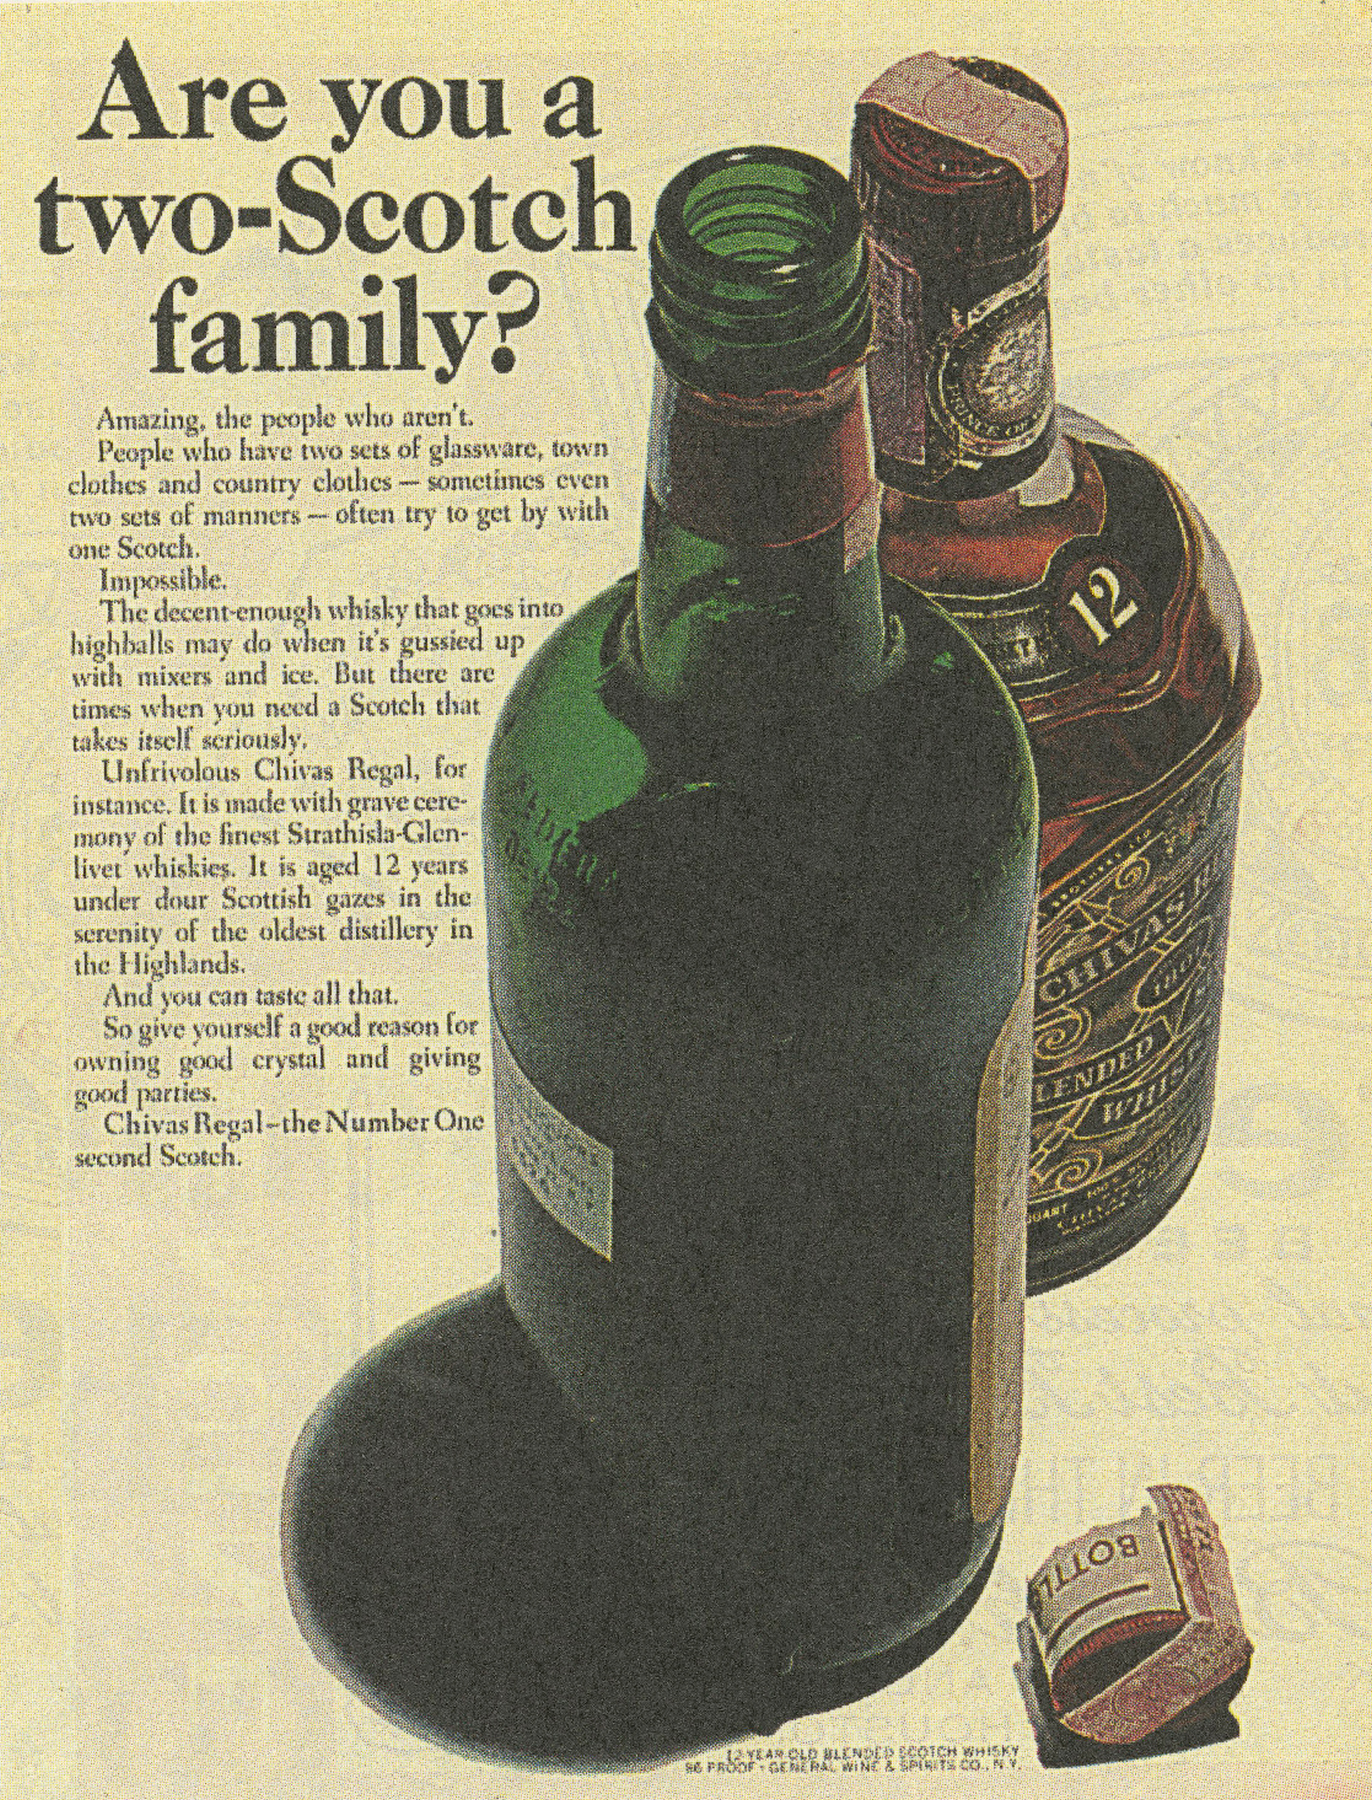 Are you a
two-Scotch
family?
Amazing, the people who aren't.
People who have two sets of glassware, town
clothes and country clothes — sometimes even
two sets of manners — often try to get by with
one Scotch.
Impossible.
The decent-enough whisky that goes into
highballs may do when it's gussied up
with mixers and ice. But there are
times when you need a Scotch that
takes itself seriously.
Unfrivolous Chivas Regal, for
instance. It is made with grave cere-
mony of the finest Strathisla-Glen-
livet whiskies. It is aged 12 years
under dour Scottish gazes in the
serenity of the oldest distillery in
the Highlands.
And you can taste all that.
So give yourself a good reason for
owning good crystal and giving
good parties.
Chivas Regal–the Number One
second Scotch.
12
CHIVAS
BLENDED
WHIS
BOTTL
12 YEAR OLD BLENDED SCOTCH WHISKY
86 PROOF • GENERAL WINE & SPIRITS CO., N.Y.